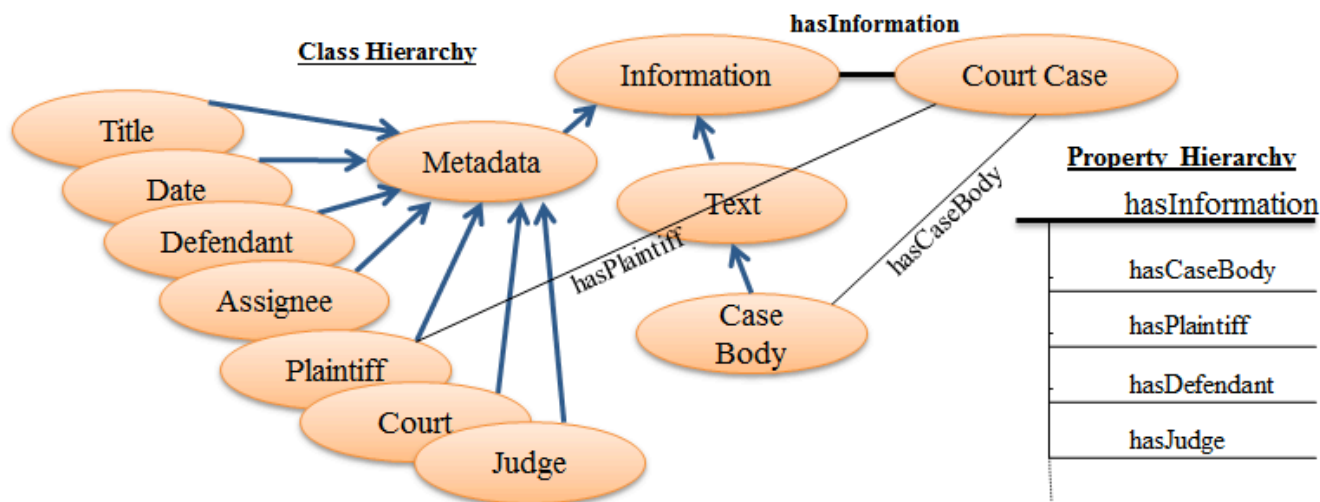 hasInformation
Class Hierarchy
Information
Court Case
Title
Metadata
Property Hierarchy
Date
Text
hasInformation
Defendant
hasPlaintiff
hasCaseBody
Assignee
hasCaseBody
Case
Body
hasPlaintiff
Plaintiff
hasDefendant
Court
hasJudge
Judge